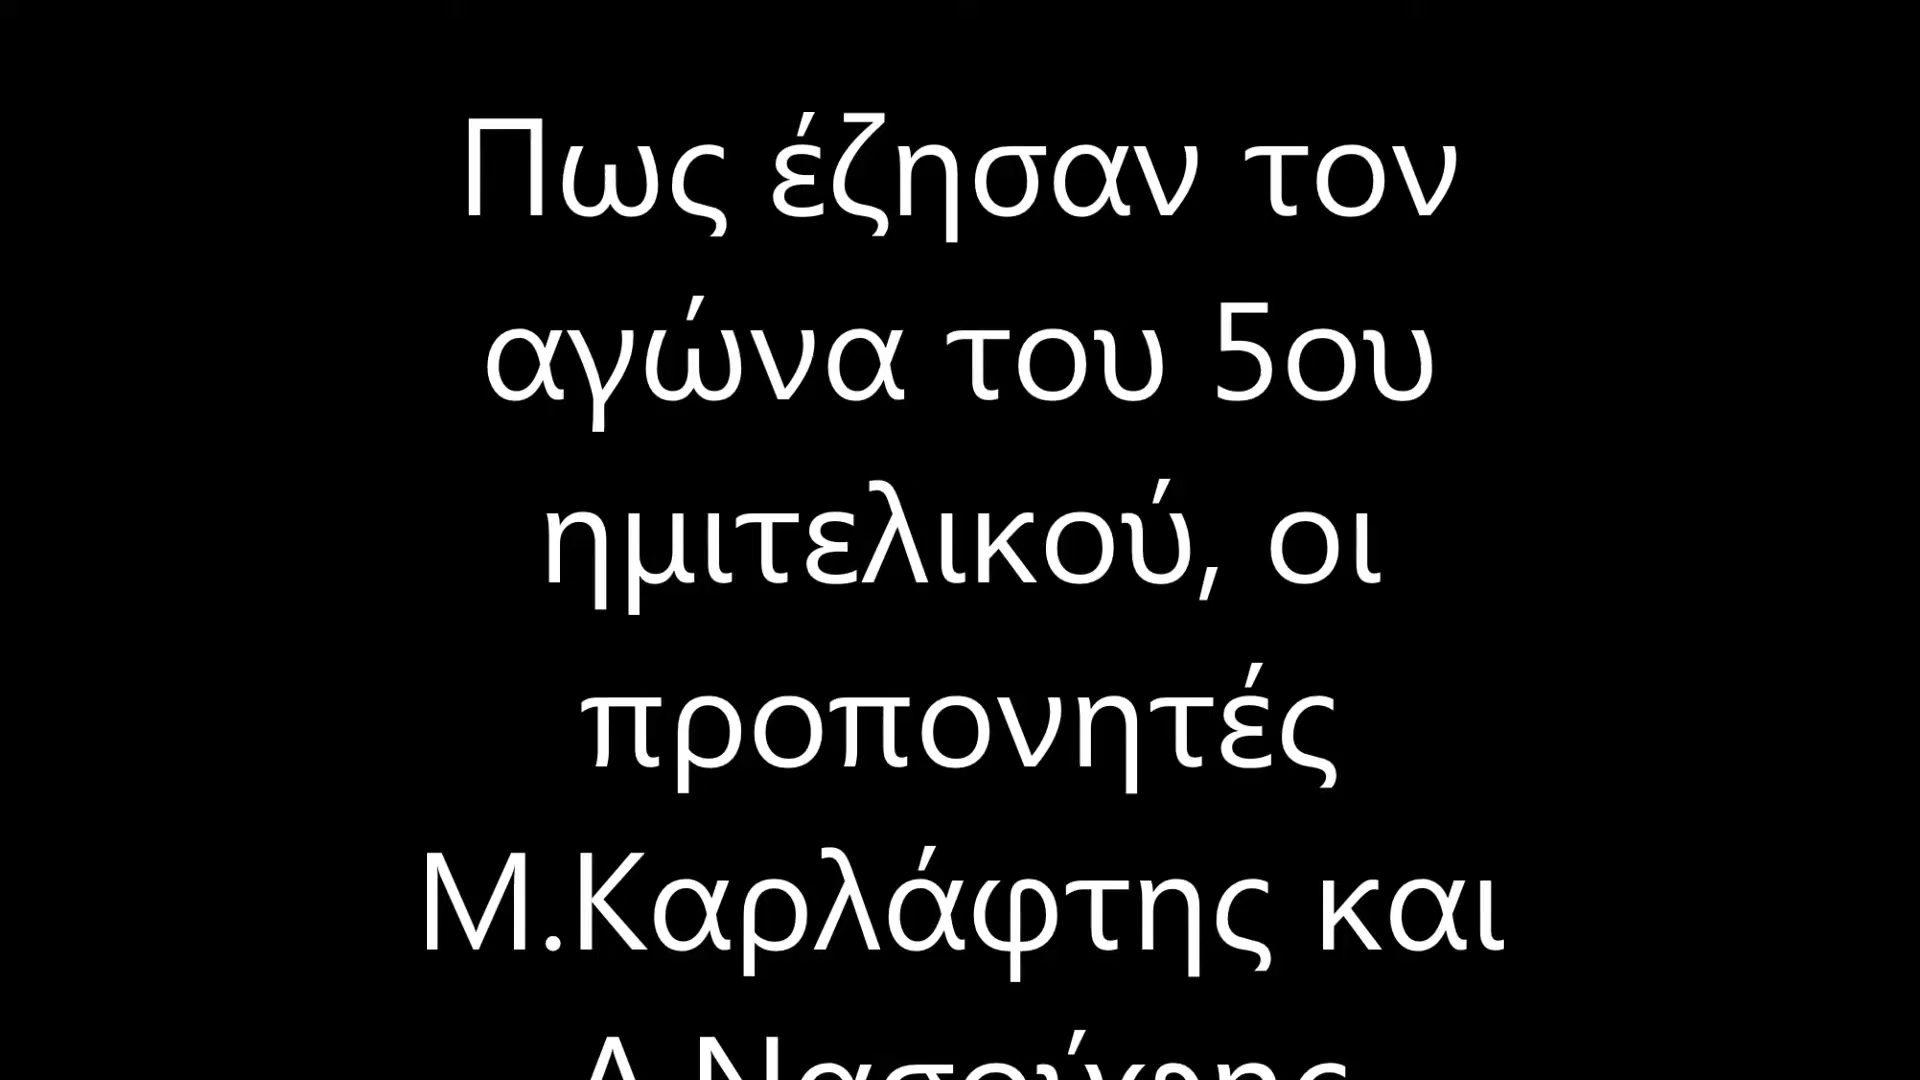 Πως έζησαν τον
αγώνα του 5ου
ημιτελικού, οι
προπονητές
Μ.Καρλάφτης και